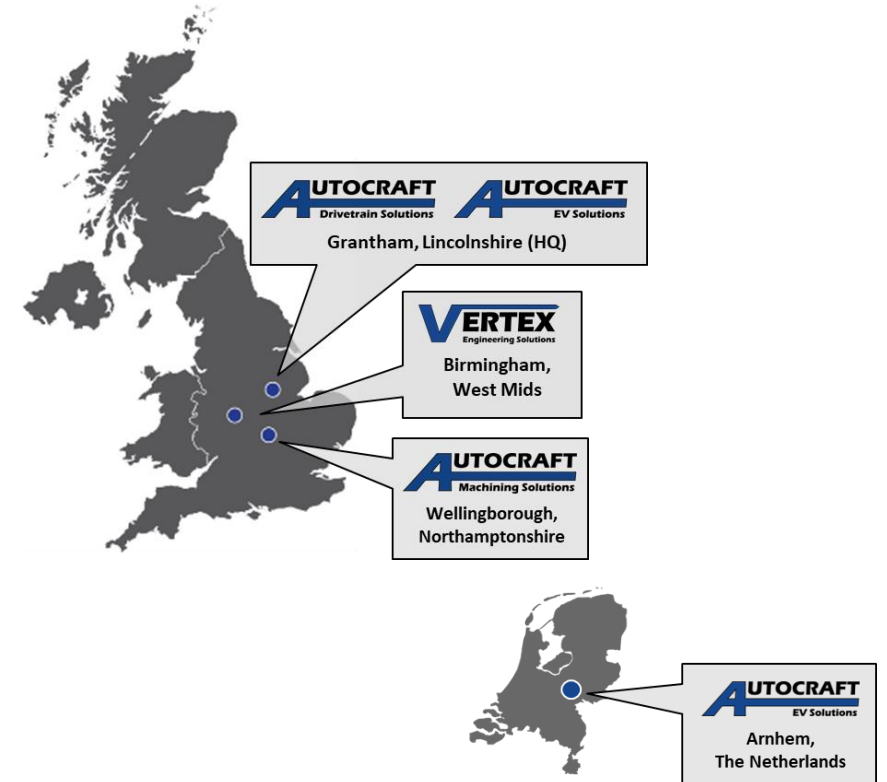 AUTOCRAFT AUTOCRAFT
Drivetrain Solutions EV Solutions
Grantham, Lincolnshire (HQ)
VERTEX
Engineering Solutions
Birmingham,
West Mids
AUTOCRAFT
Machining Solutions
Wellingborough,
Northamptonshire
AUTOCRAFT
EV Solutions
Arnhem,
The Netherlands